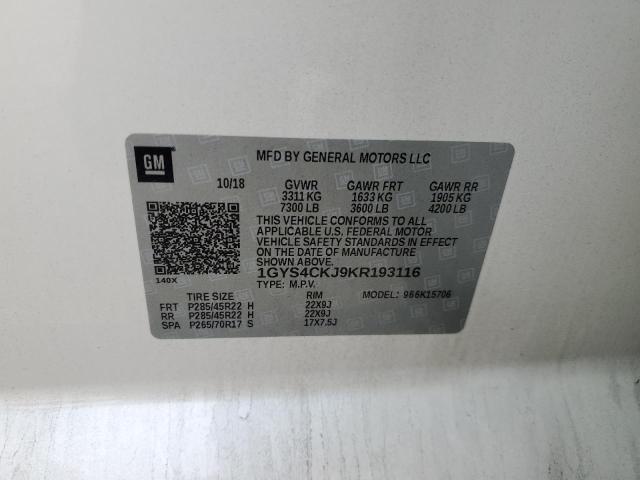 GM
MFD BY GENERAL MOTORS LLC
10/18 GVWR GAWR FRT GAWR RR
3311 KG 1633 KG 1905 KG
7300 LB 3600 LB 4200 LB
THIS VEHICLE CONFORMS TO ALL
APPLICABLE U.S. FEDERAL MOTOR
VEHICLE SAFETY STANDARDS IN EFFECT
ON THE DATE OF MANUFACTURE
SHOWN ABOVE.
140X 1GYS4CKJ9KR193116
TYPE: M.P.V.
TIRE SIZE RIM MODEL: 966K15706
FRT P285/45R22 H 22X9J
RR P285/45R22 H 22X9J
SPA P265/70R17 S 17X7.5J